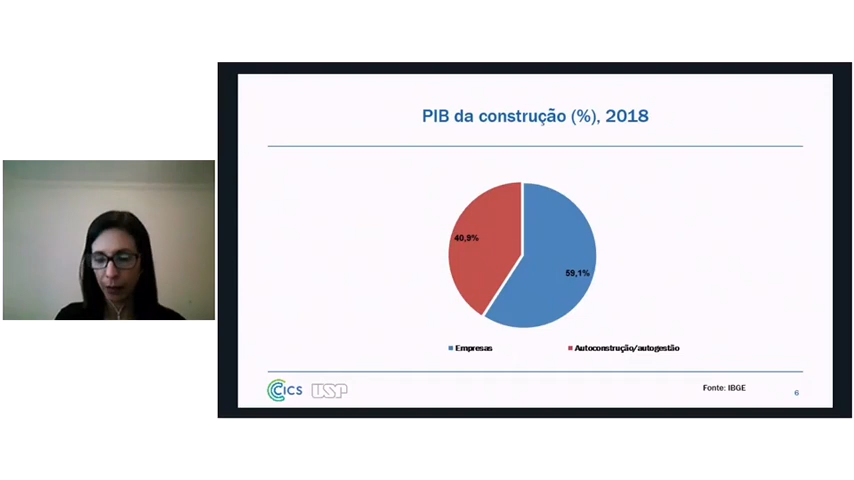 PIB da construção (%), 2018
40,9%
59,1%
Empresas
Autoconstrução/autogestão
CICS USP
Fonte: IBGE
6